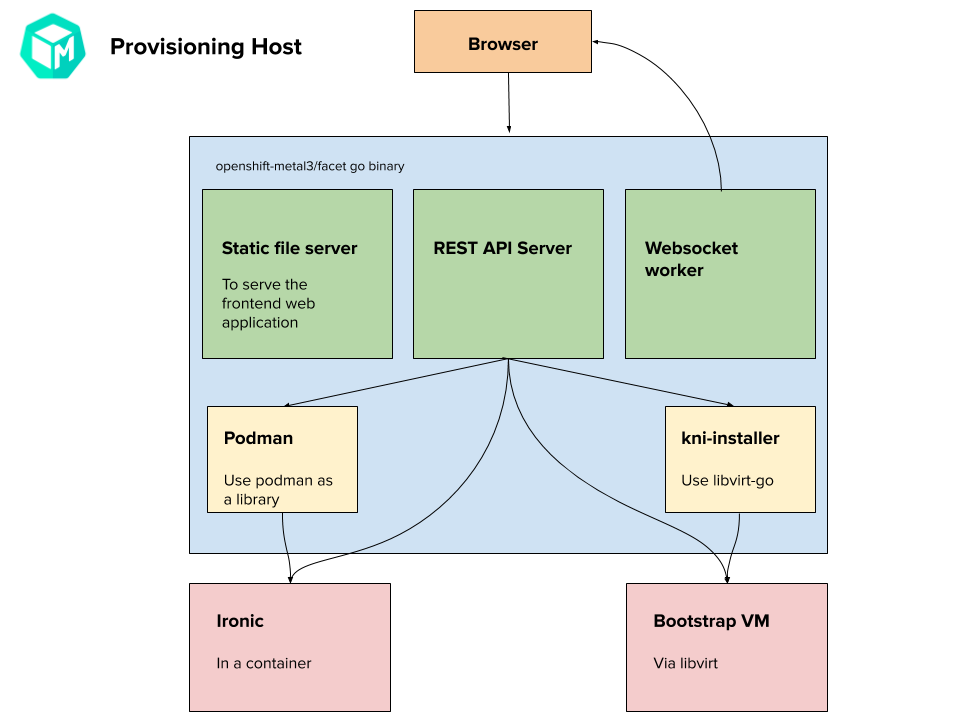 M
Provisioning Host
Browser
openshift-metal3/facet go binary
Static file server
To serve the
frontend web
application
REST API Server
Websocket
worker
Podman
Use podman as
a library
kni-installer
Use libvirt-go
Ironic
In a container
Bootstrap VM
Via libvirt